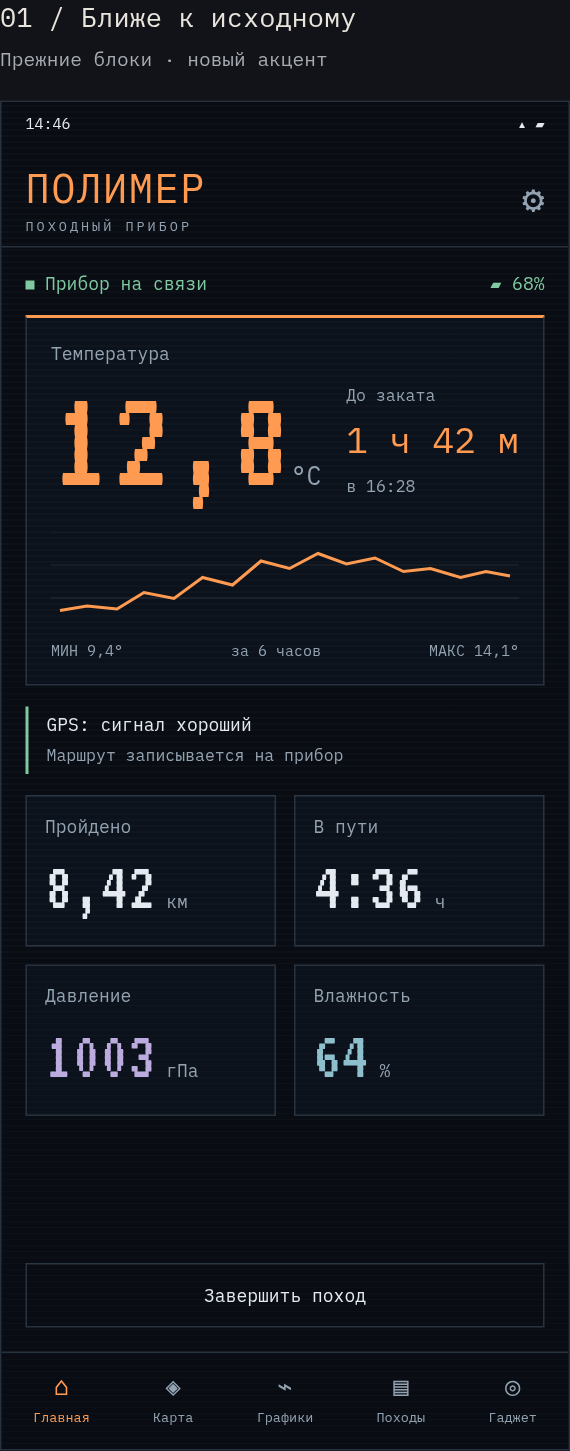 01 / Ближе к исходному
Прежние блоки · новый акцент
14:46
ПОЛИМЕР
ПОХОДНЫЙ ПРИБОР
Прибор на связи
68%
Температура
12,8 °C
До заката
1 ч 42 м
в 16:28
МИН 9,4° за 6 часов МАКС 14,1°
GPS: сигнал хороший
Маршрут записывается на прибор
Пройдено
8,42 км
В пути
4:36 ч
Давление
1003 гПа
Влажность
64 %
Завершить поход
Главная Карта Графики Походы Гаджет